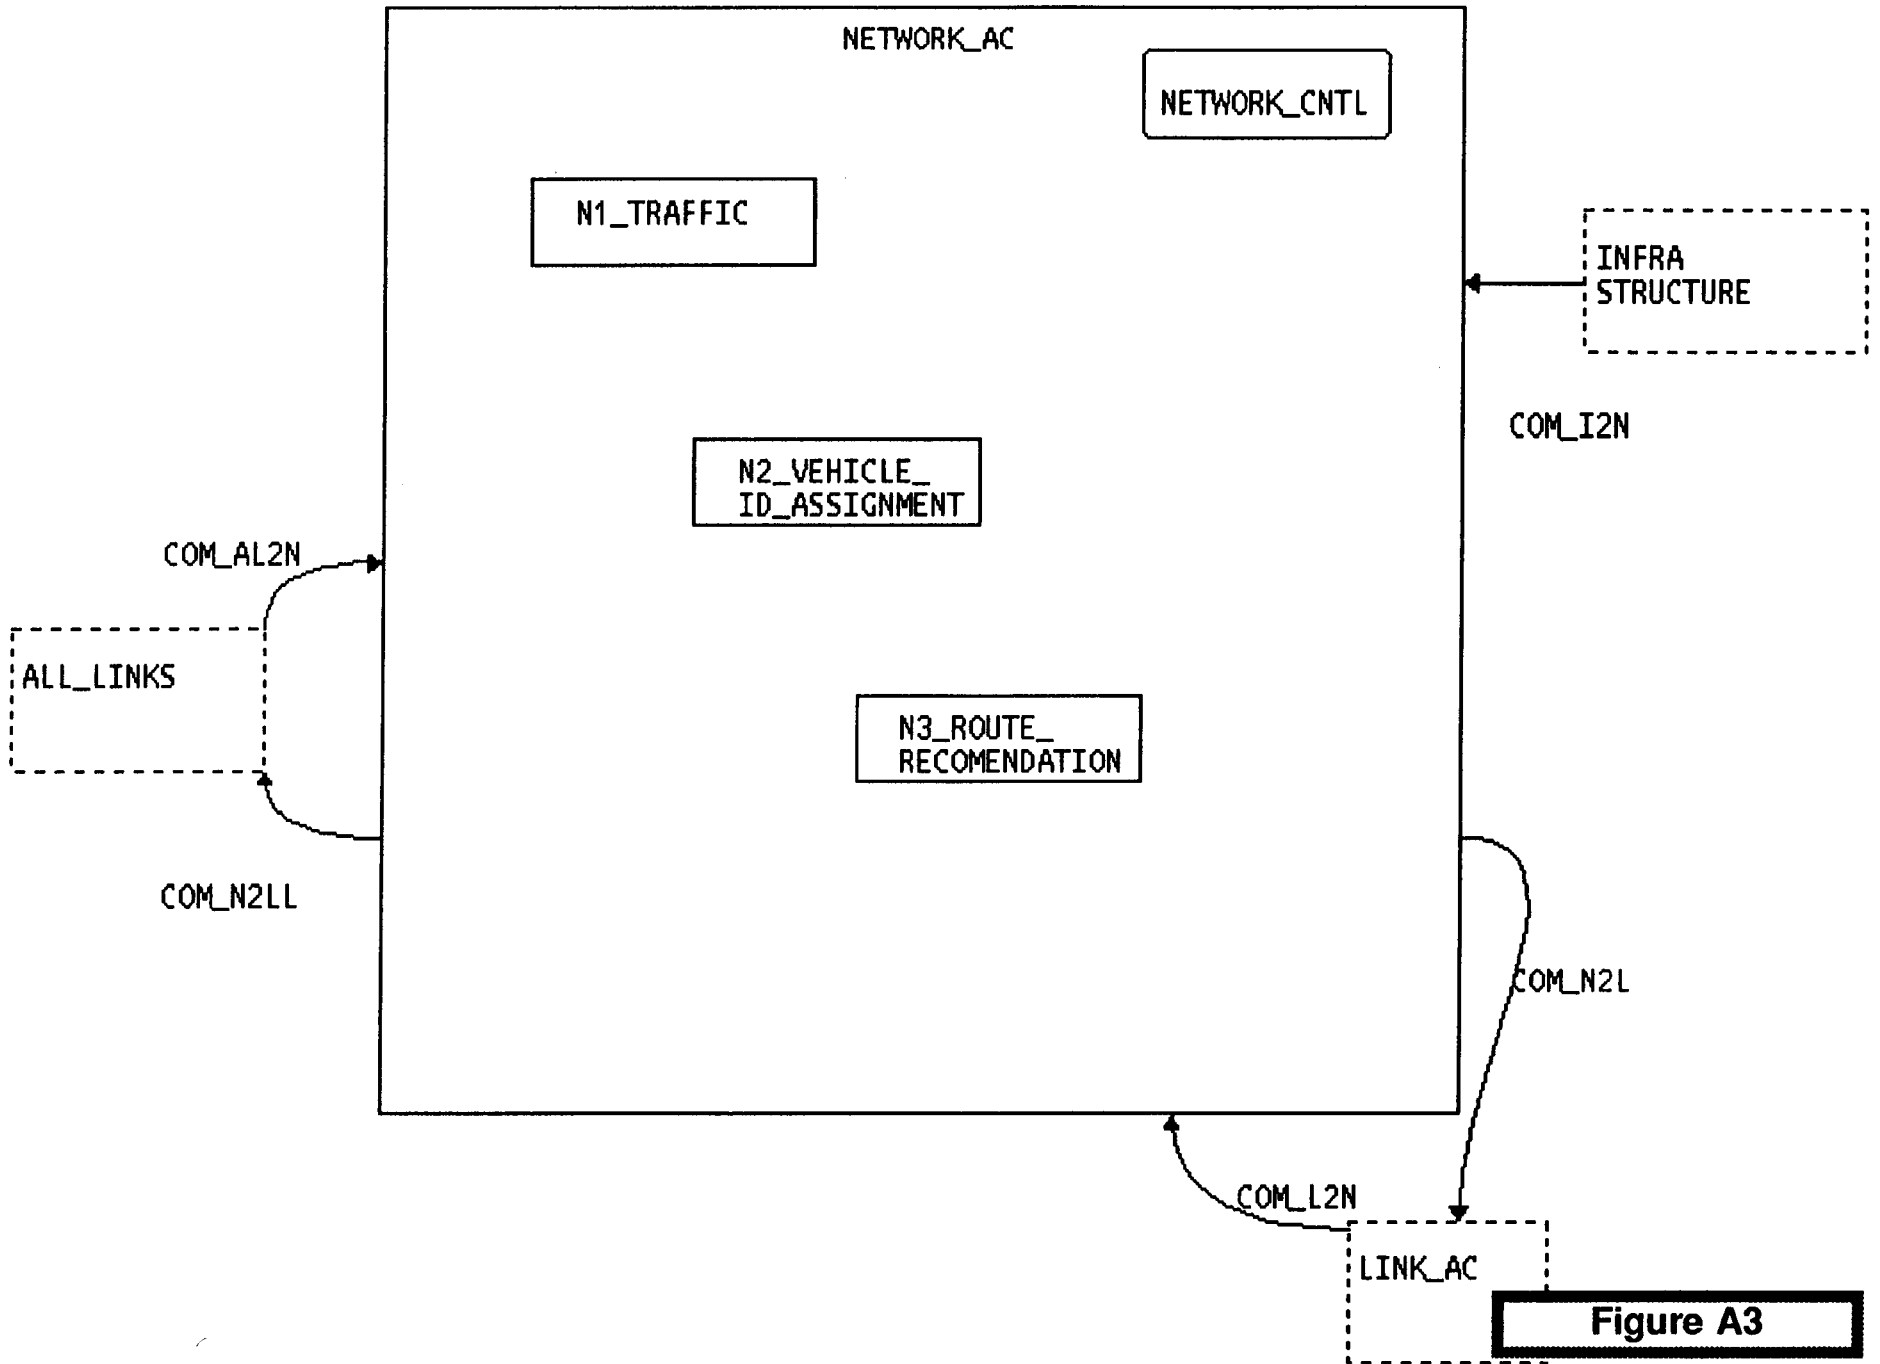 NETWORK_AC
NETWORK_CNTL
N1_TRAFFIC
INFRA
STRUCTURE
COM_I2N
N2_VEHICLE_
ID_ASSIGNMENT
COM_AL2N
ALL_LINKS
N3_ROUTE_
RECOMENDATION
COM_N2LL
COM_N2L
COM_L2N
LINK_AC
Figure A3